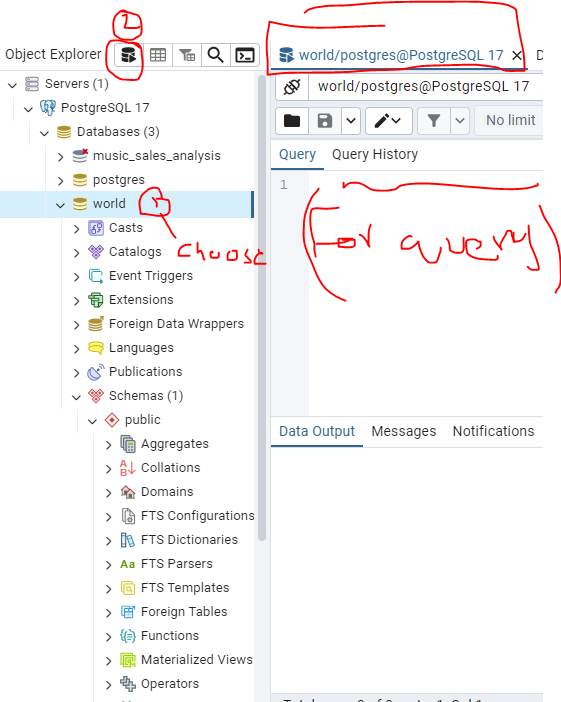 2
Object Explorer
world/postgres@PostgreSQL 17
D
Servers (1)
world/postgres@PostgreSQL 17
PostgreSQL 17
Databases (3)
No limit
music_sales_analysis
Query Query History
postgres
1
world
choose
(For query)
Casts
Catalogs
Event Triggers
Extensions
Foreign Data Wrappers
Languages
Publications
Schemas (1)
public
Data Output Messages Notifications
Aggregates
Collations
Domains
FTS Configurations
FTS Dictionaries
Aa FTS Parsers
FTS Templates
Foreign Tables
Functions
Materialized Views
Operators